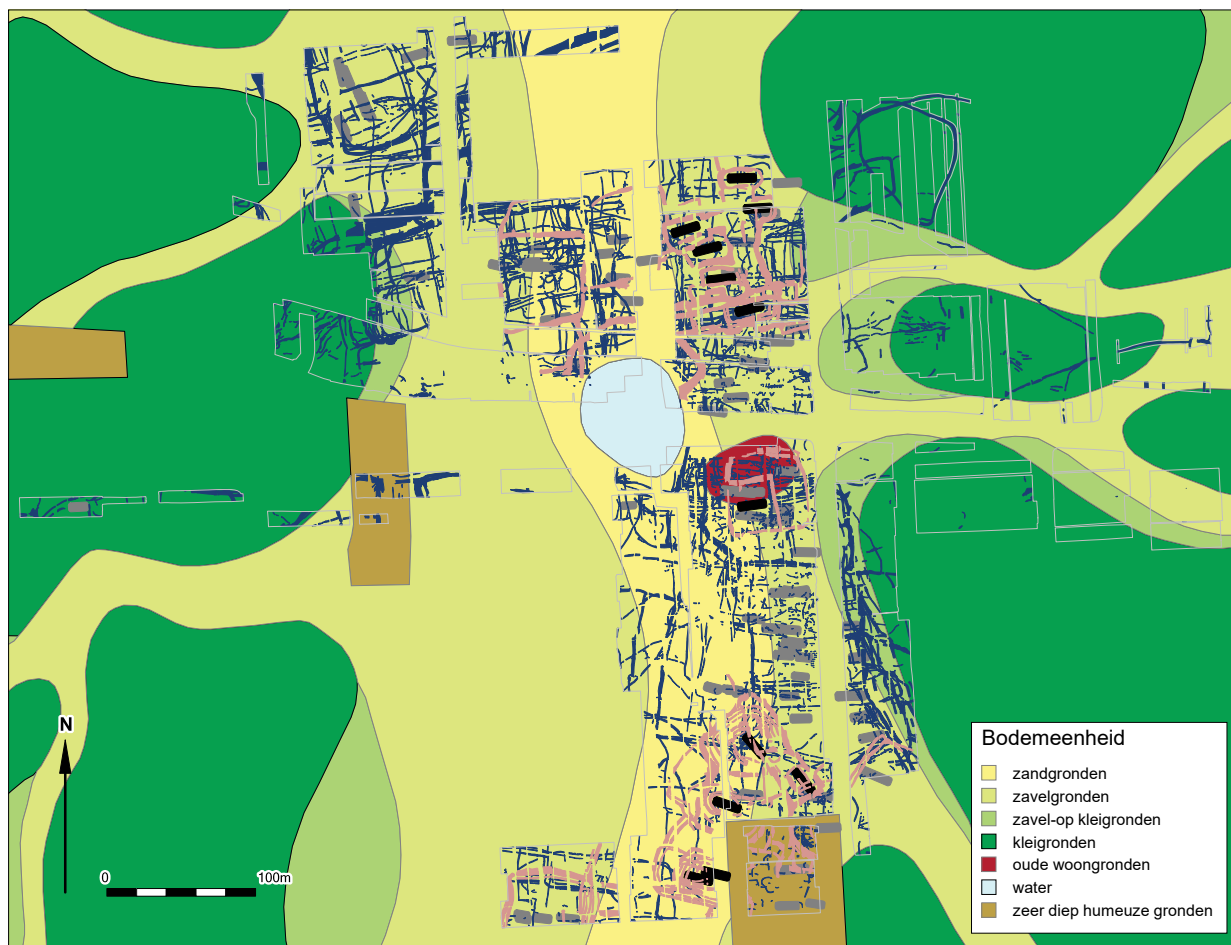 N
0 100m
Bodemeenheid
zandgronden
zavelgronden
zavel-op kleigronden
kleigronden
oude woongronden
water
zeer diep humeuze gronden